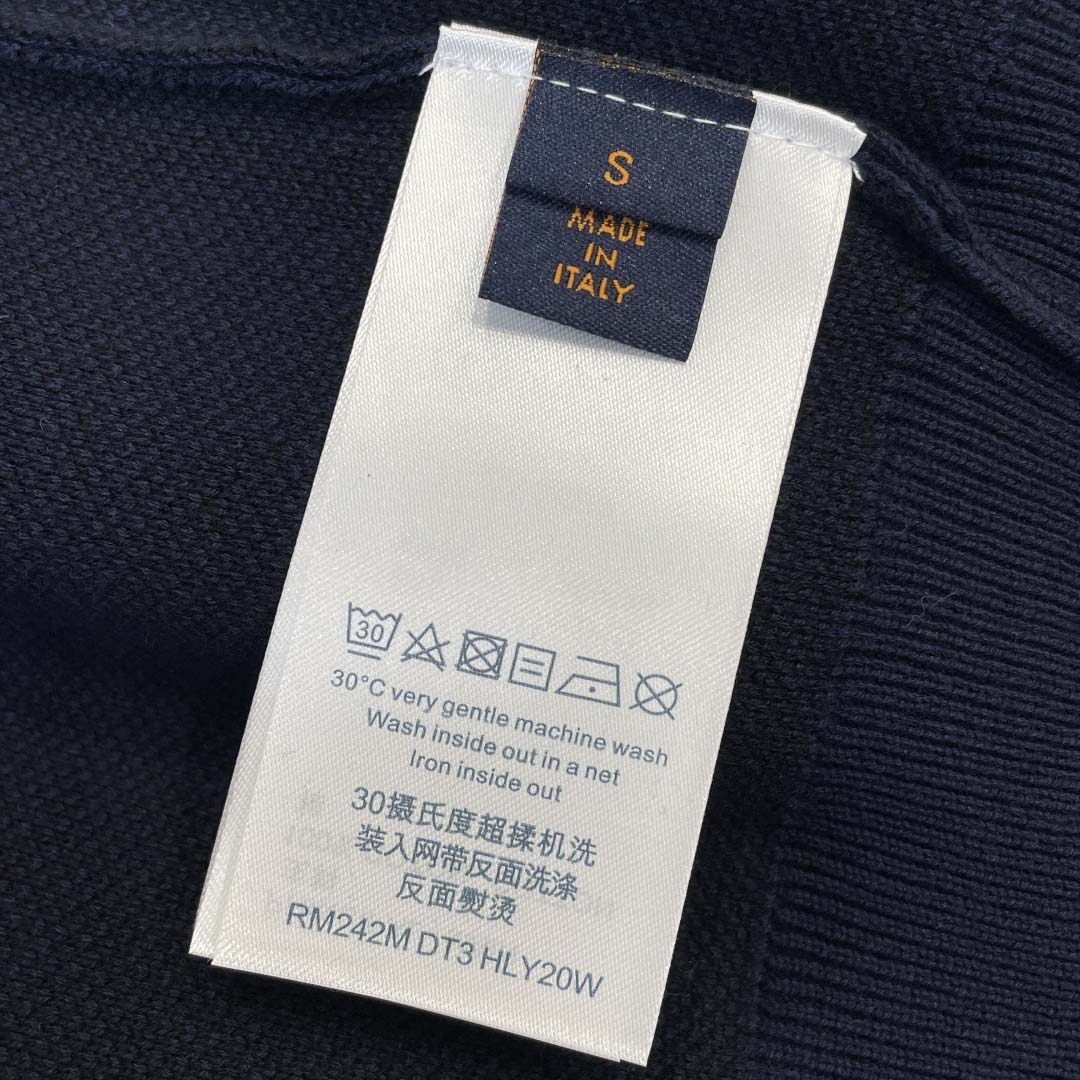 S
MADE
IN
ITALY
30
30°C very gentle machine wash
Wash inside out in a net
Iron inside out
30摄氏度超揉机洗
装入网带反面洗涤
反面熨烫
RM242M DT3 HLY20W